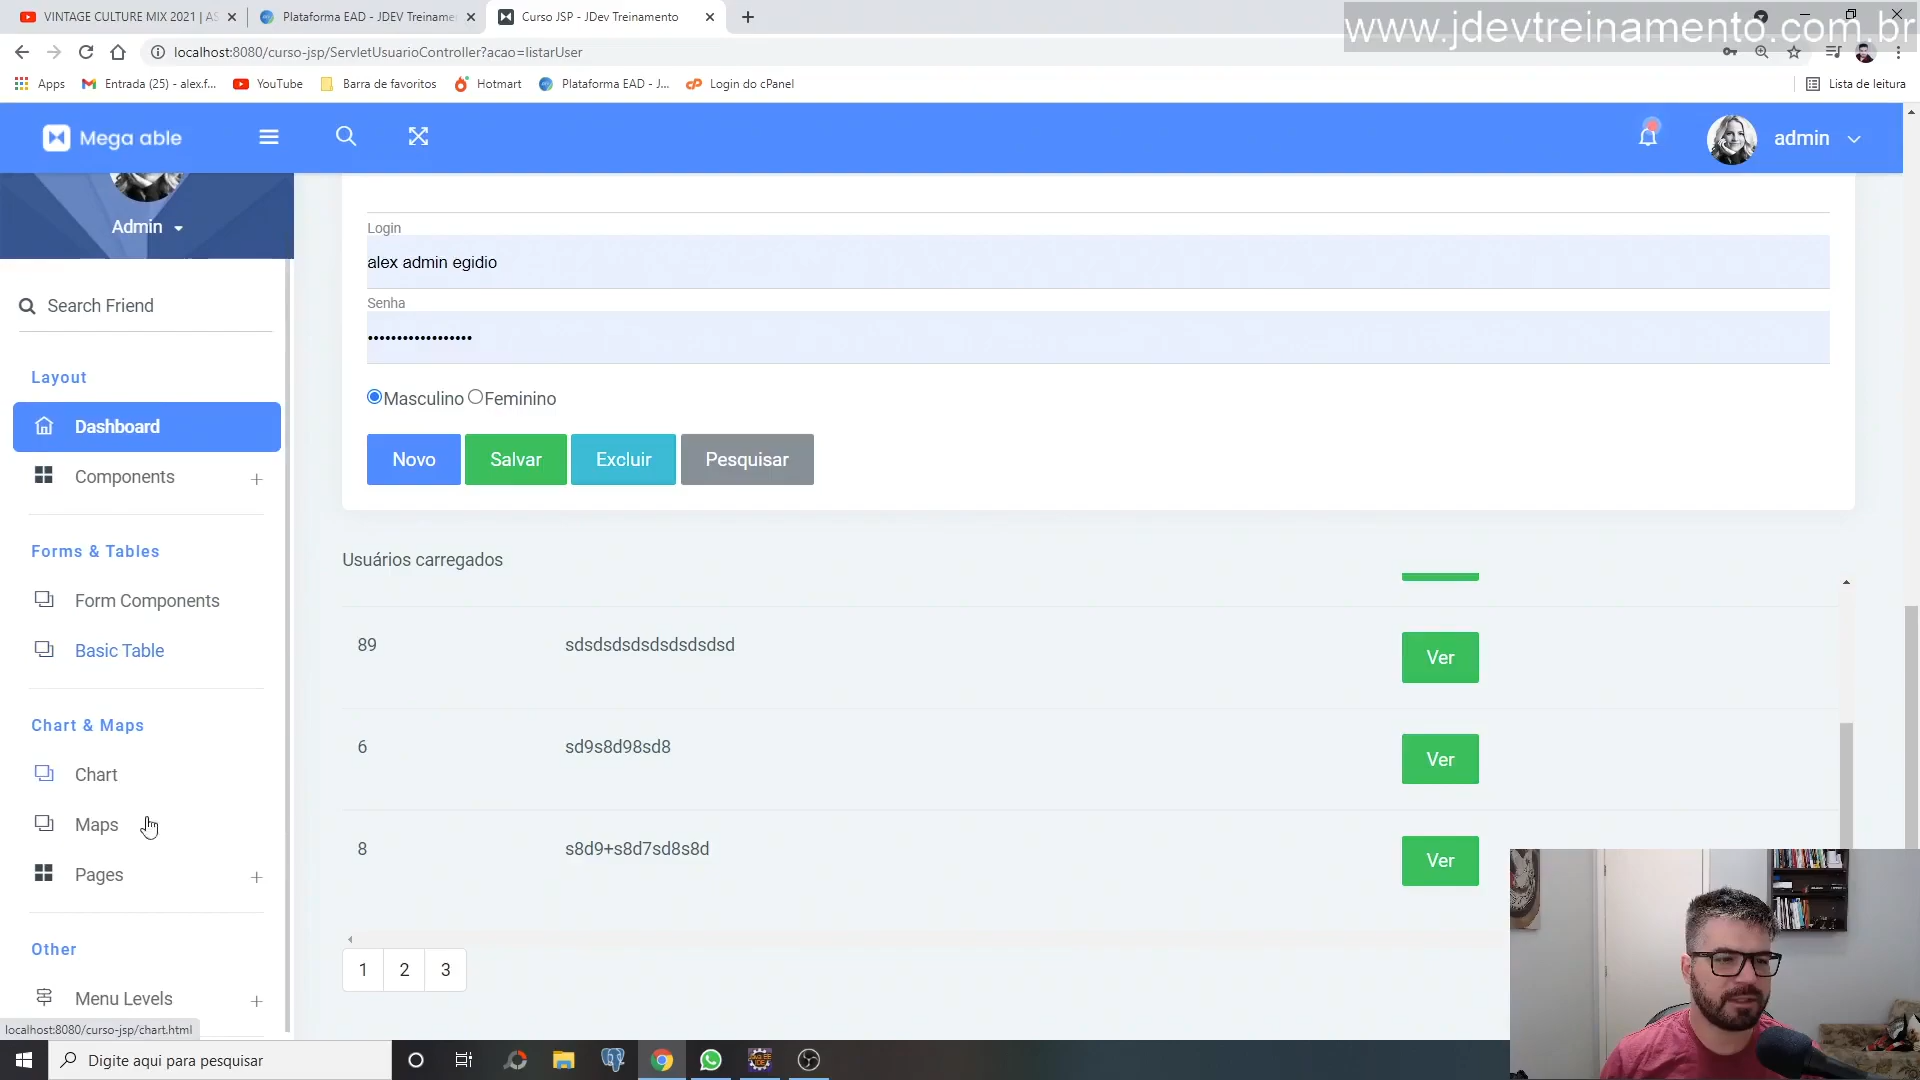 VINTAGE CULTURE MIX 2021 | AS
Plataforma EAD - JDEV Treinamen
Curso JSP - JDev Treinamento
www.jdevtreinamento.com.br
localhost:8080/curso-jsp/ServletUsuarioController?acao=listarUser
Apps
Entrada (25) - alex.f...
YouTube
Barra de favoritos
Hotmart
Plataforma EAD - J...
Login do cPanel
Lista de leitura
Mega able
admin
Admin
Search Friend
Layout
Dashboard
Components
Forms & Tables
Form Components
Basic Table
Chart & Maps
Chart
Maps
Pages
Other
Menu Levels
localhost:8080/curso-jsp/chart.html
Login
alex admin egidio
Senha
••••••••••••••••••
Masculino Feminino
Novo Salvar Excluir Pesquisar
Usuários carregados
89 sdsdsdsdsdsdsdsdsd Ver
6 sd9s8d98sd8 Ver
8 s8d9+s8d7sd8s8d Ver
1 2 3
Digite aqui para pesquisar